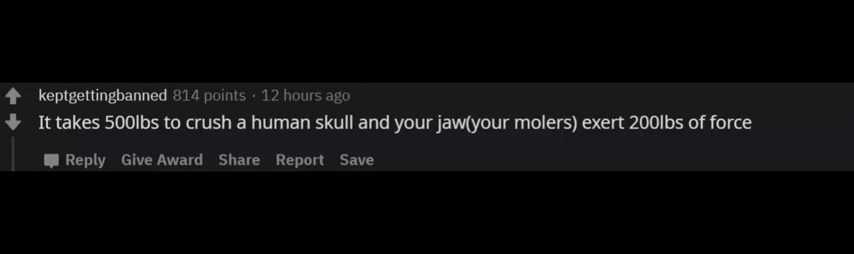 keptgettingbanned 814 points · 12 hours ago
It takes 500lbs to crush a human skull and your jaw(your molers) exert 200lbs of force
Reply Give Award Share Report Save